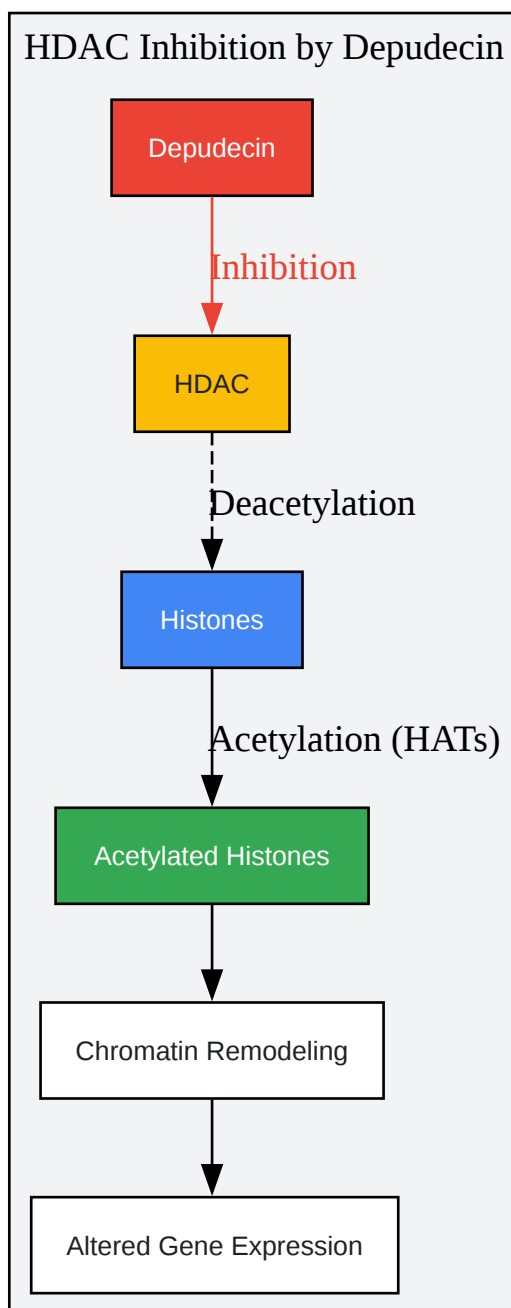 HDAC Inhibition by Depudecin
Depudecin
Inhibition
HDAC
Deacetylation
Histones
Acetylation (HATs)
Acetylated Histones
Chromatin Remodeling
Altered Gene Expression